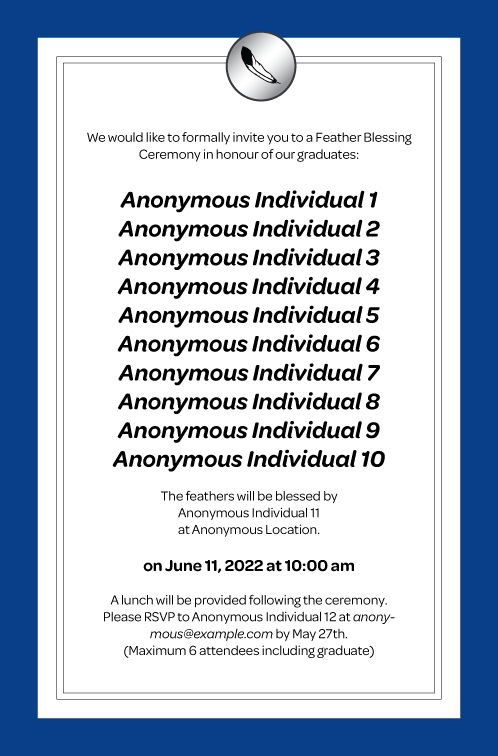 We would like to formally invite you to a Feather Blessing
Ceremony in honour of our graduates:
Anonymous Individual 1
Anonymous Individual 2
Anonymous Individual 3
Anonymous Individual 4
Anonymous Individual 5
Anonymous Individual 6
Anonymous Individual 7
Anonymous Individual 8
Anonymous Individual 9
Anonymous Individual 10
The feathers will be blessed by
Anonymous Individual 11
at Anonymous Location.
on June 11, 2022 at 10:00 am
A lunch will be provided following the ceremony.
Please RSVP to Anonymous Individual 12 at anony-
mous@example.com by May 27th.
(Maximum 6 attendees including graduate)